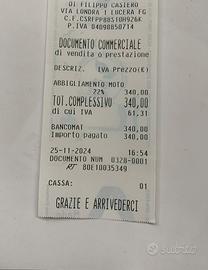 DI FILIPPO CASIERO
VIA LONDRA 1 LUCERA FG
C.F.CSRFPP88S10H926K
P.IVA 04098850714
DOCUMENTO COMMERCIALE
di vendita o prestazione
DESCRIZ. IVA Prezzo(€)
ABBIGLIAMENTO MOTO
22% 340,00
TOT.COMPLESSIVO 340,00
di cui IVA 61,31
BANCOMAT 340,00
Importo pagato 340,00
25-11-2024 16:54
DOCUMENTO NUM 0328-0001
RT 80E10035349
CASSA: 01
GRAZIE E ARRIVEDERCI
subito